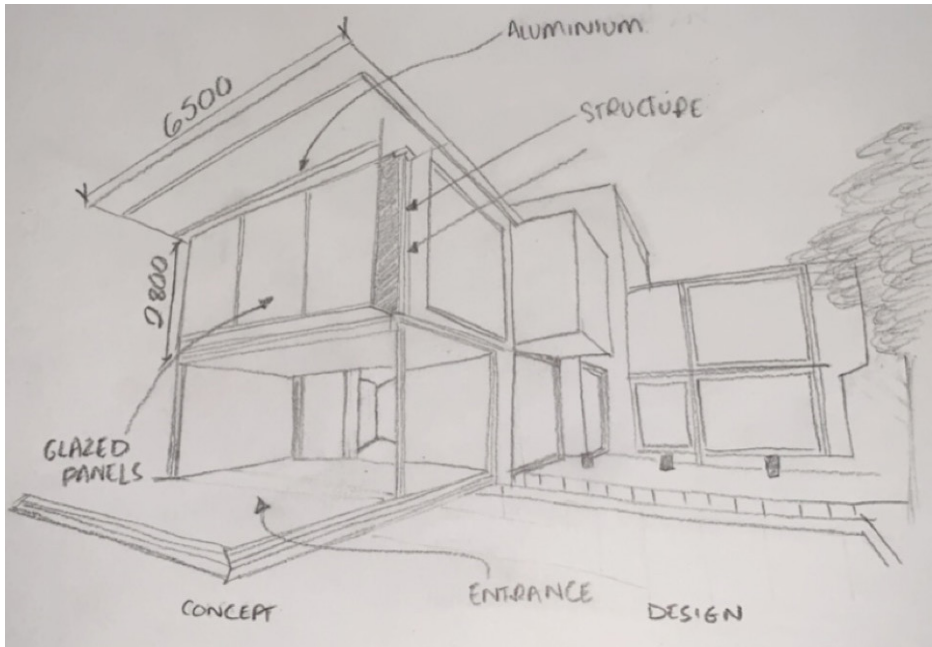 ALUMINIUM
6500
STRUCTURE
2800
GLAZED
PANELS
ENTRANCE
CONCEPT
DESIGN